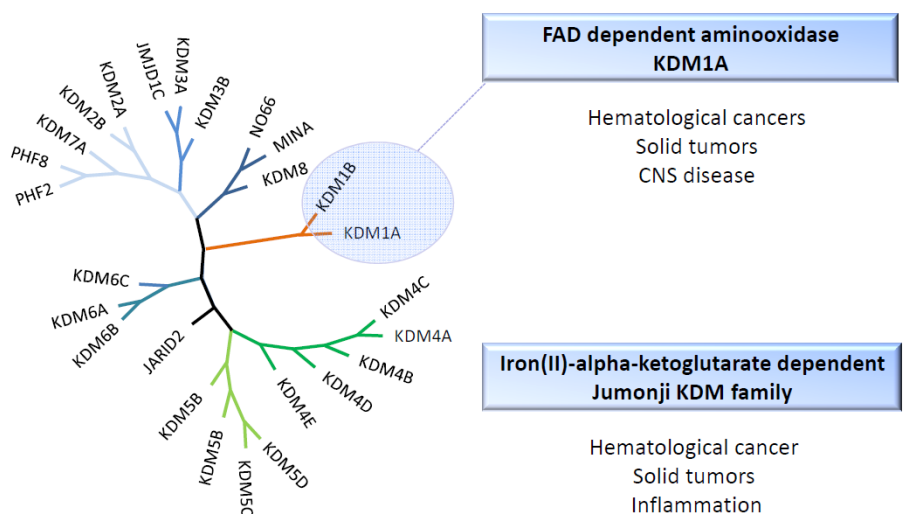 FAD dependent aminooxidase
KDM1A
Hematological cancers
Solid tumors
CNS disease
PHF2
PHF8
KDM7A
KDM2B
KDM2A
JMJD1C
KDM3A
KDM3B
NO66
MINA
KDM8
KDM1B
KDM1A
KDM6C
KDM6A
KDM6B
JARID2
KDM4C
KDM4A
KDM4B
KDM4D
KDM4E
KDM5B
KDM5B
KDM5C
KDM5D
Iron(II)-alpha-ketoglutarate dependent
Jumonji KDM family
Hematological cancer
Solid tumors
Inflammation